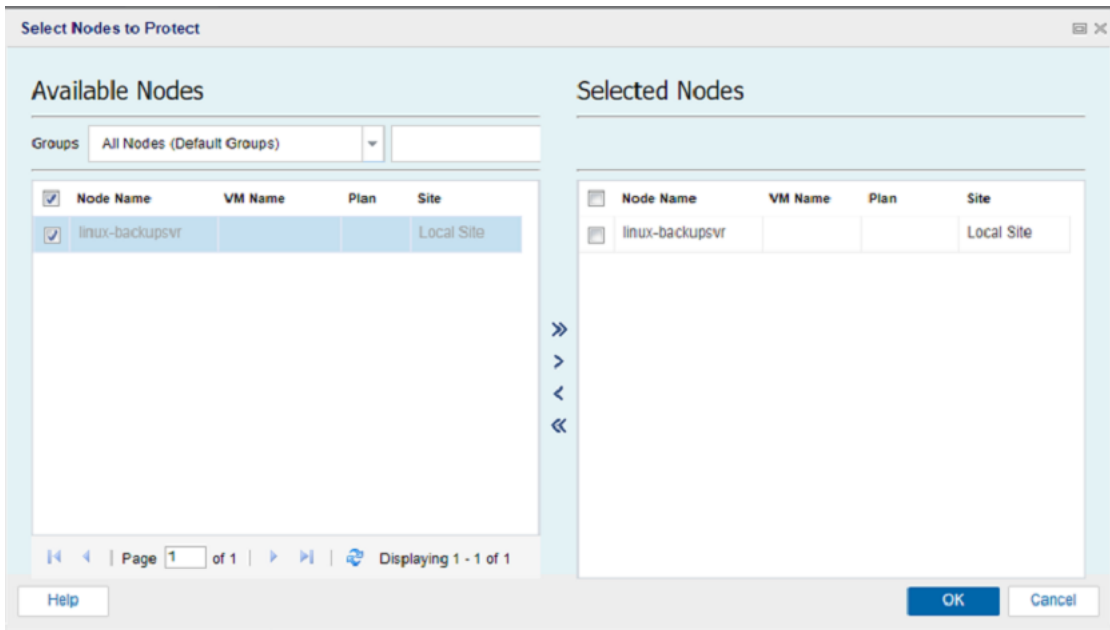 Select Nodes to Protect
Available Nodes
Groups All Nodes (Default Groups)
Node Name VM Name Plan Site
linux-backupsvr Local Site
Page 1 of 1 Displaying 1 - 1 of 1
Selected Nodes
Node Name VM Name Plan Site
linux-backupsvr Local Site
Help OK Cancel